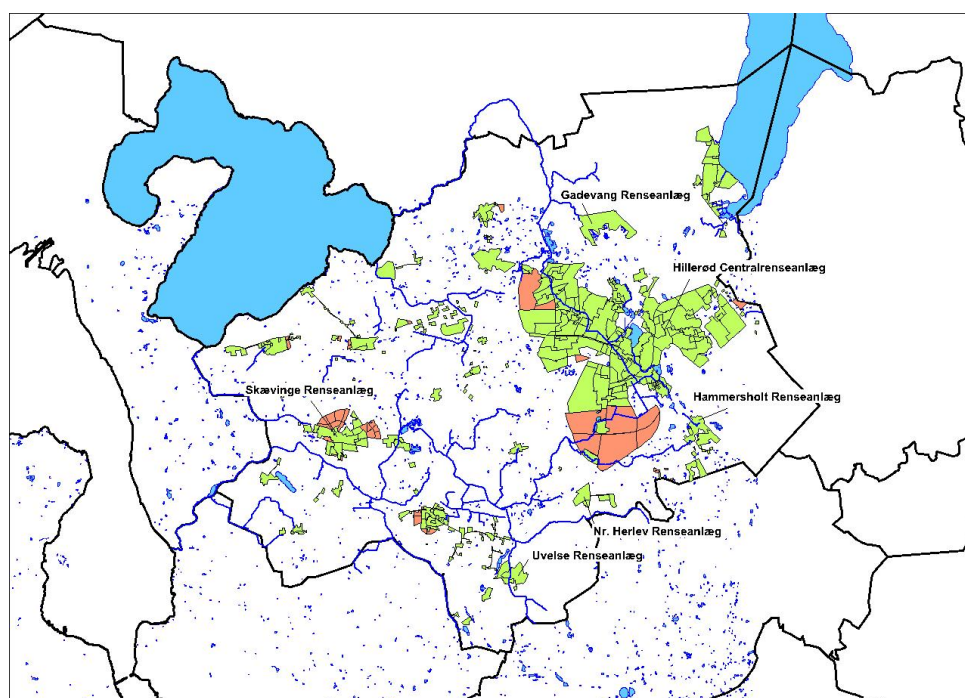 Gadevang Renseanlæg
Hillerød Centralrenseanlæg
Skævinge Renseanlæg
Hammersholt Renseanlæg
Nr. Herlev Renseanlæg
Uvelse Renseanlæg